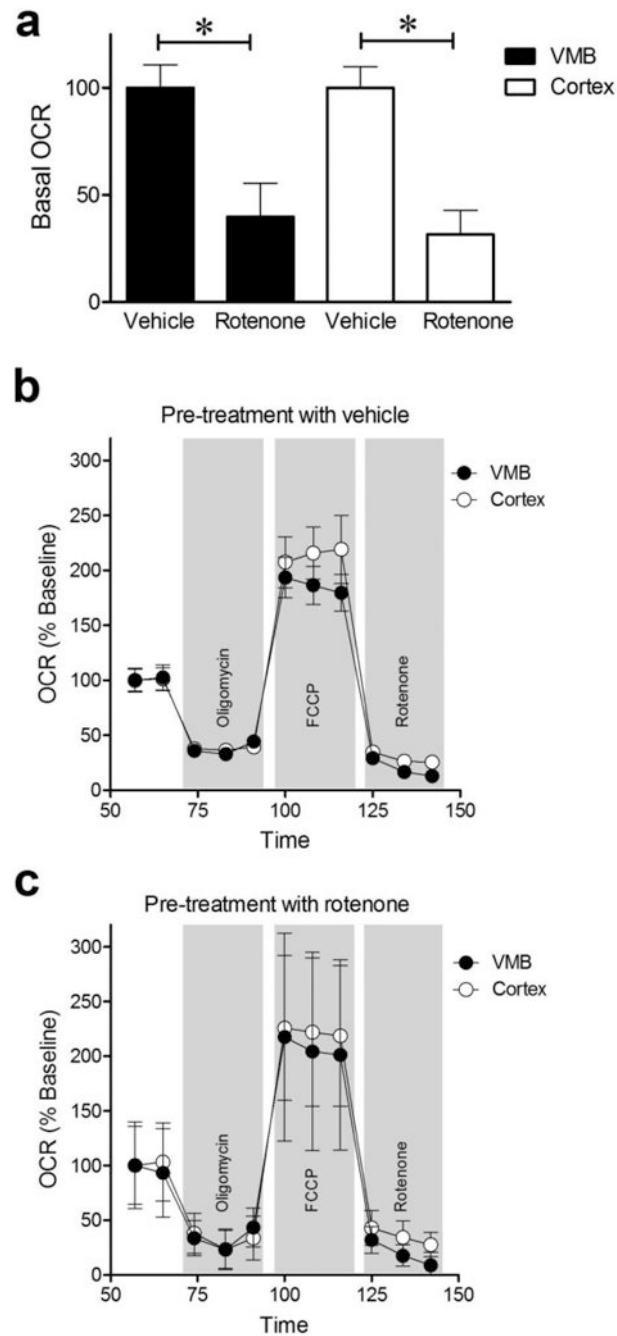 a
* *
VMB
Cortex
Basal OCR
100
50
0
Vehicle Rotenone Vehicle Rotenone
b
Pre-treatment with vehicle
VMB
Cortex
OCR (% Baseline)
300
250
200
150
100
50
0
Oligomycin
FCCP
Rotenone
50 75 100 125 150
Time
c
Pre-treatment with rotenone
VMB
Cortex
OCR (% Baseline)
300
250
200
150
100
50
0
Oligomycin
FCCP
Rotenone
50 75 100 125 150
Time